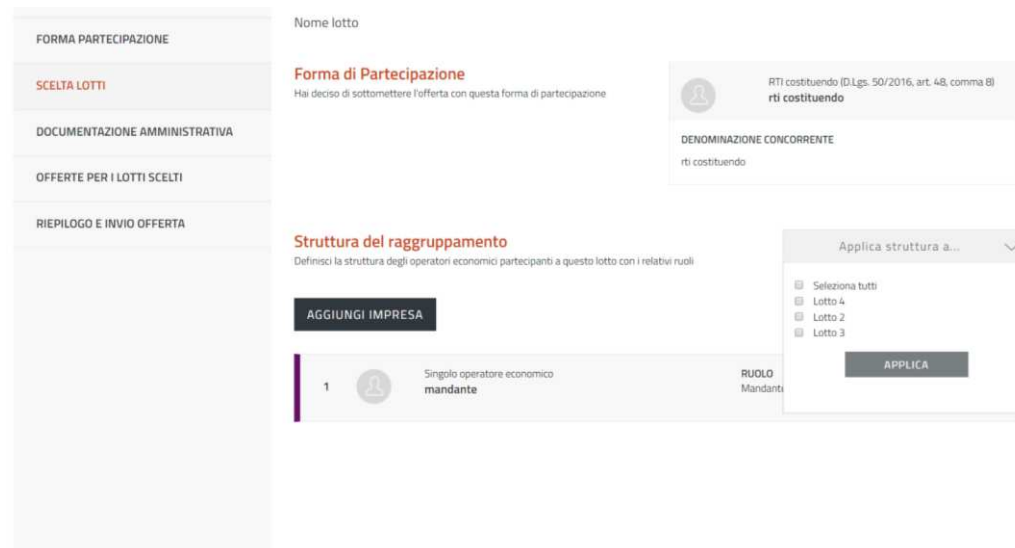 FORMA PARTECIPAZIONE
SCELTA LOTTI
DOCUMENTAZIONE AMMINISTRATIVA
OFFERTE PER I LOTTI SCELTI
RIEPILOGO E INVIO OFFERTA
Nome lotto
Forma di Partecipazione
Hai deciso di sottomettere l'offerta con questa forma di partecipazione
RTI costituendo (D.Lgs. 50/2016, art. 48, comma 8)
rti costituendo
DENOMINAZIONE CONCORRENTE
rti costituendo
Struttura del raggruppamento
Definisci la struttura degli operatori economici partecipanti a questo lotto con i relativi ruoli
Applica struttura a...
Seleziona tutti
Lotto 4
Lotto 2
Lotto 3
APPLICA
AGGIUNGI IMPRESA
1
Singolo operatore economico
mandante
RUOLO
Mandante